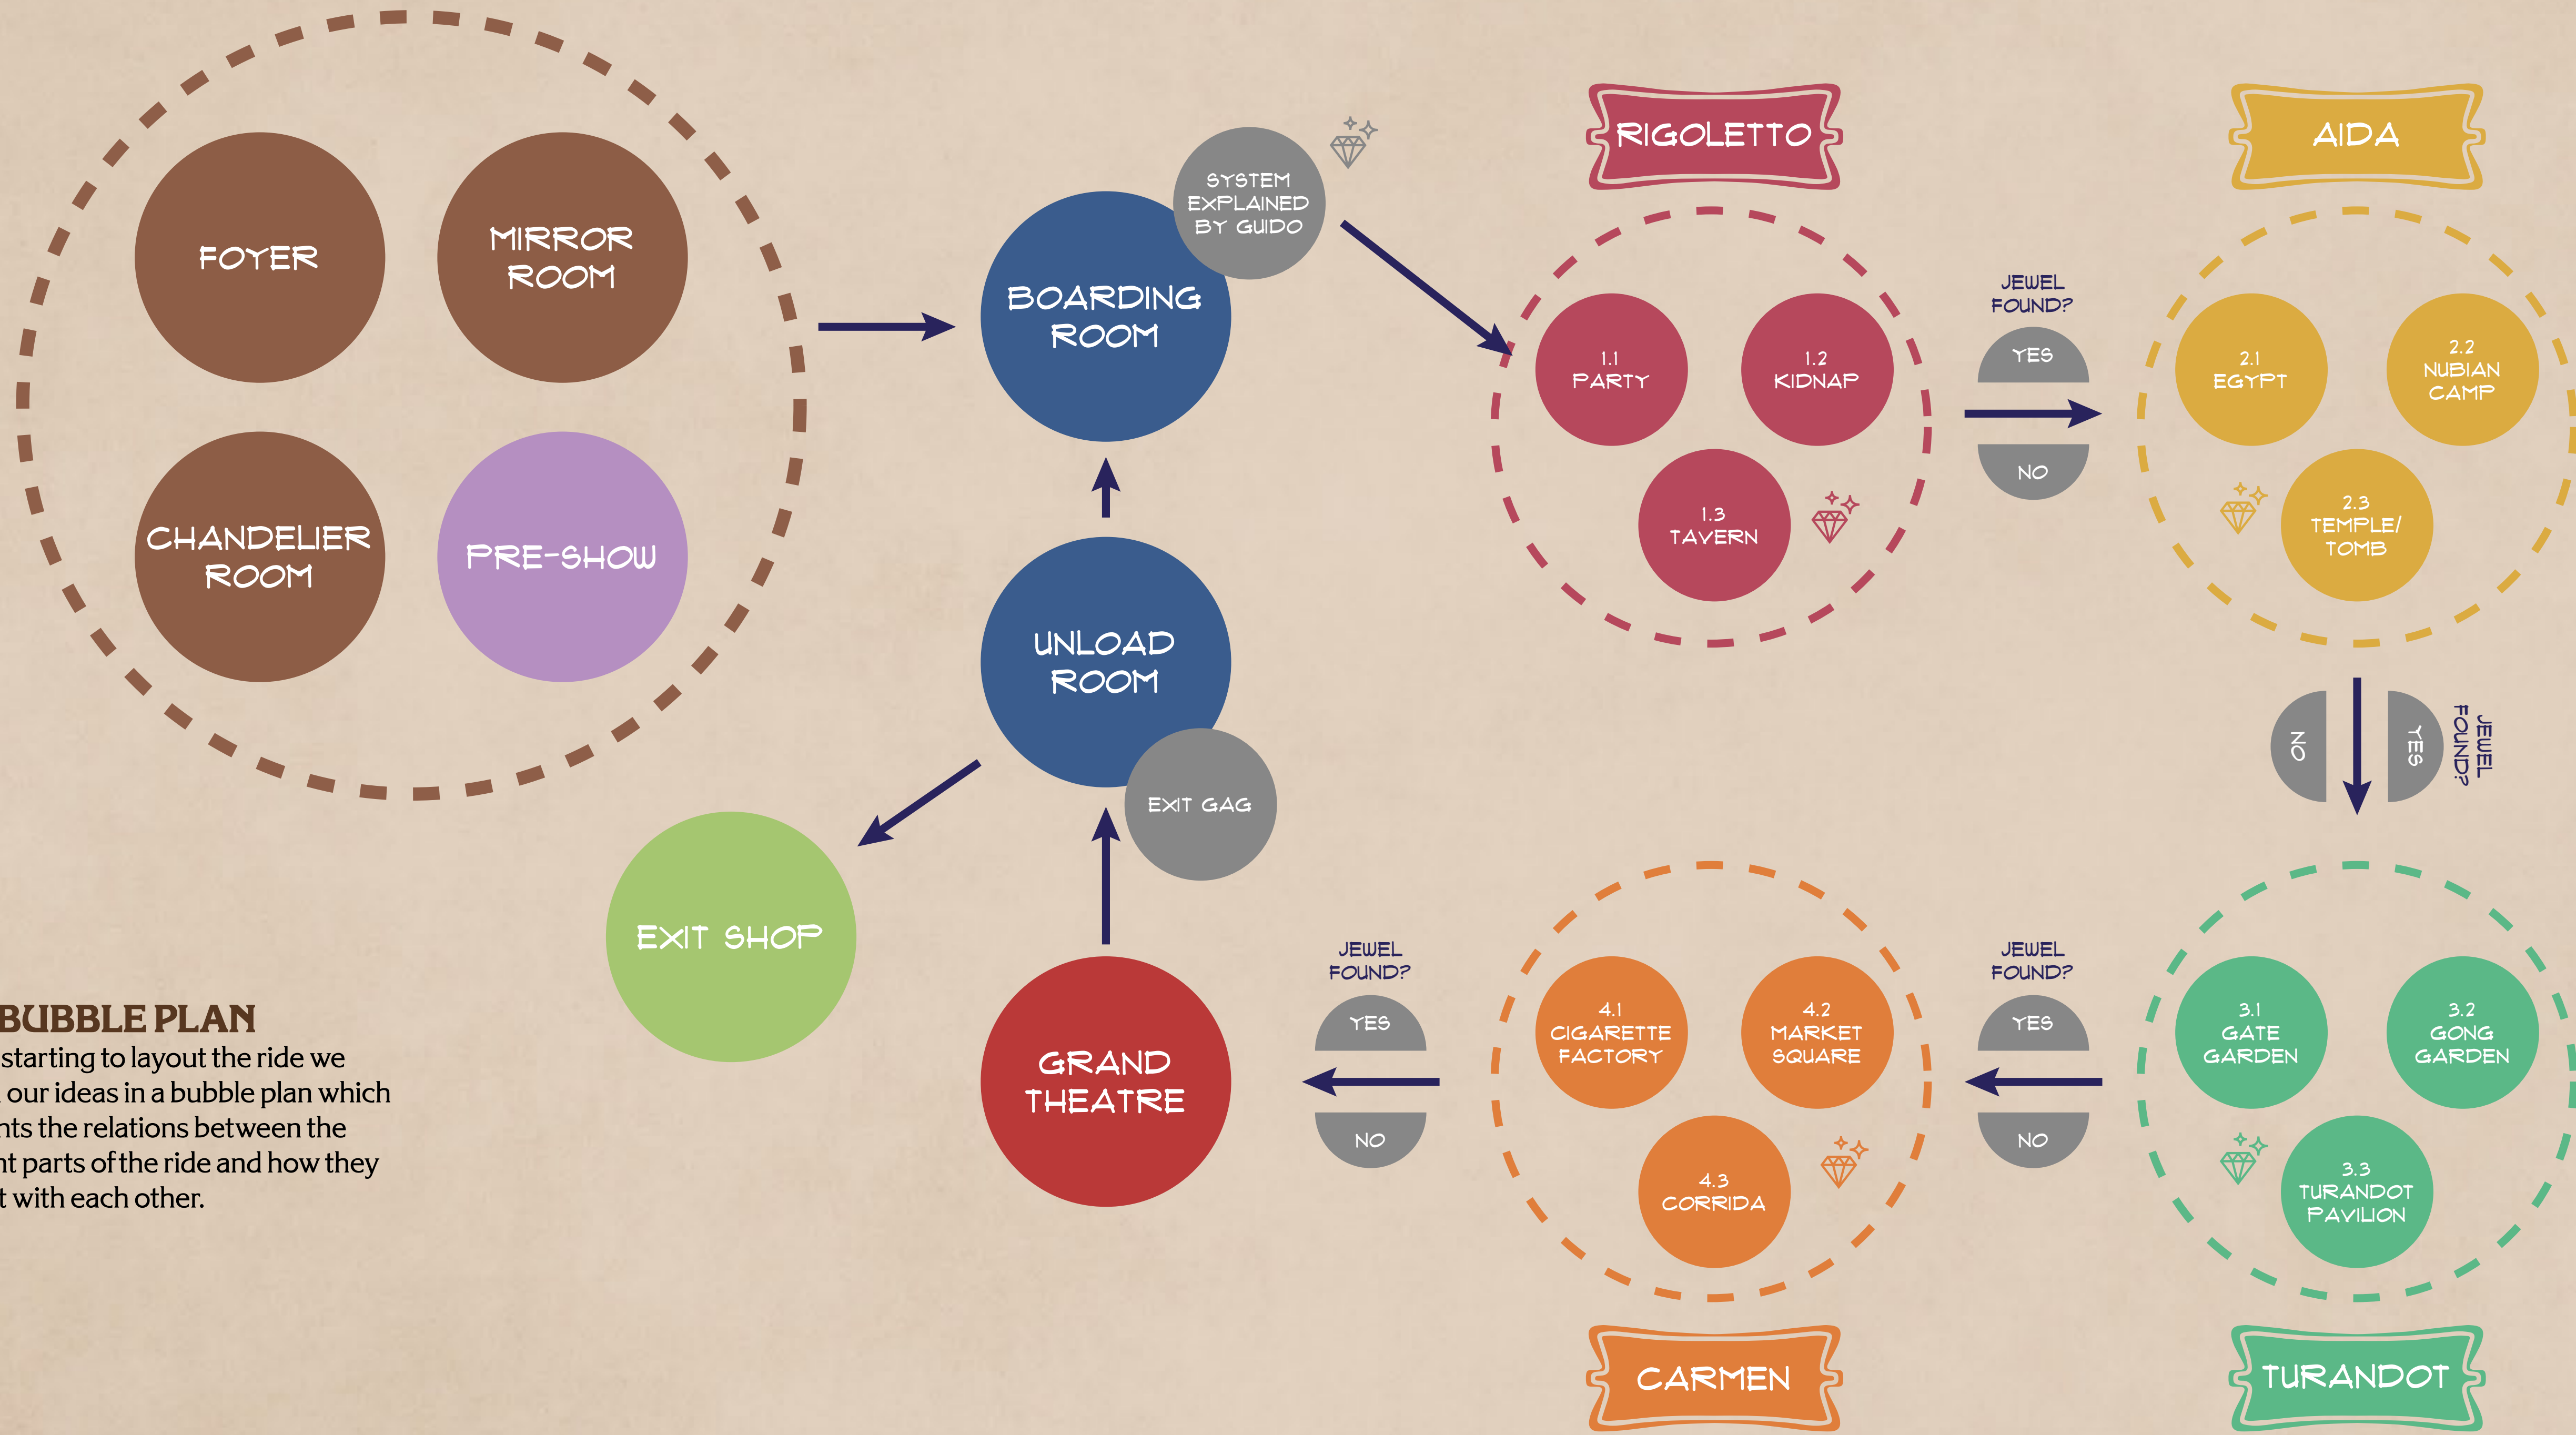 FOYER
MIRROR
ROOM
CHANDELIER
ROOM
PRE-SHOW
BOARDING
ROOM
SYSTEM
EXPLAINED
BY GUIDO
UNLOAD
ROOM
EXIT GAG
EXIT SHOP
GRAND
THEATRE
RIGOLETTO
1.1
PARTY
1.2
KIDNAP
1.3
TAVERN
JEWEL
FOUND?
YES
NO
AIDA
2.1
EGYPT
2.2
NUBIAN
CAMP
2.3
TEMPLE/
TOMB
JEWEL
FOUND?
YES
NO
3.1
GATE
GARDEN
3.2
GONG
GARDEN
3.3
TURANDOT
PAVILION
TURANDOT
JEWEL
FOUND?
YES
NO
4.1
CIGARETTE
FACTORY
4.2
MARKET
SQUARE
4.3
CORRIDA
CARMEN
JEWEL
FOUND?
YES
NO
BUBBLE PLAN
starting to layout the ride we
our ideas in a bubble plan which
nts the relations between the
nt parts of the ride and how they
t with each other.